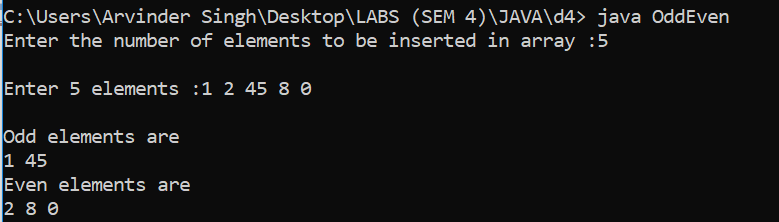 C:\Users\Arvinder Singh\Desktop\LABS (SEM 4)\JAVA\d4> java OddEven
Enter the number of elements to be inserted in array :5
Enter 5 elements :1 2 45 8 0
Odd elements are
1 45
Even elements are
2 8 0